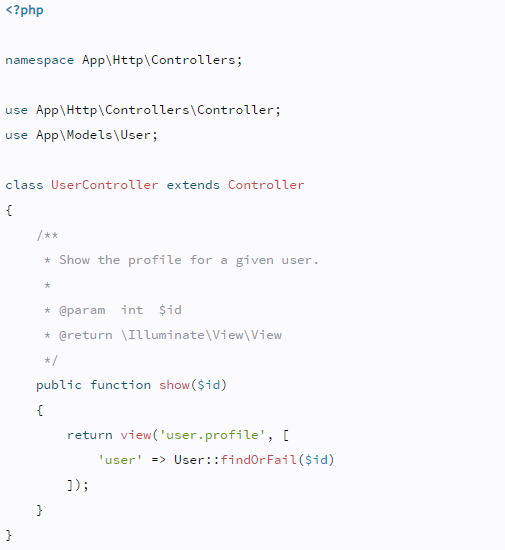 <?php
namespace App\Http\Controllers;
use App\Http\Controllers\Controller;
use App\Models\User;
class UserController extends Controller
{
    /**
     * Show the profile for a given user.
     *
     * @param  int  $id
     * @return \Illuminate\View\View
     */
    public function show($id)
    {
        return view('user.profile', [
            'user' => User::findOrFail($id)
        ]);
    }
}